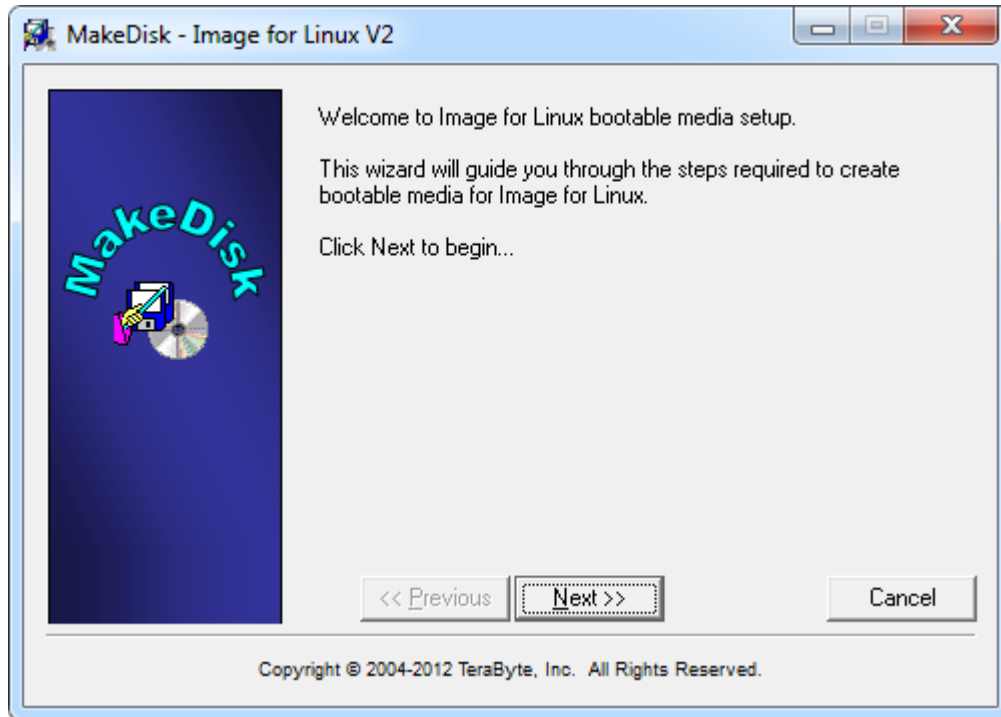 MakeDisk - Image for Linux V2
MakeDisk
Welcome to Image for Linux bootable media setup.
This wizard will guide you through the steps required to create
bootable media for Image for Linux.
Click Next to begin...
<< Previous
Next >>
Cancel
Copyright © 2004-2012 TeraByte, Inc.  All Rights Reserved.